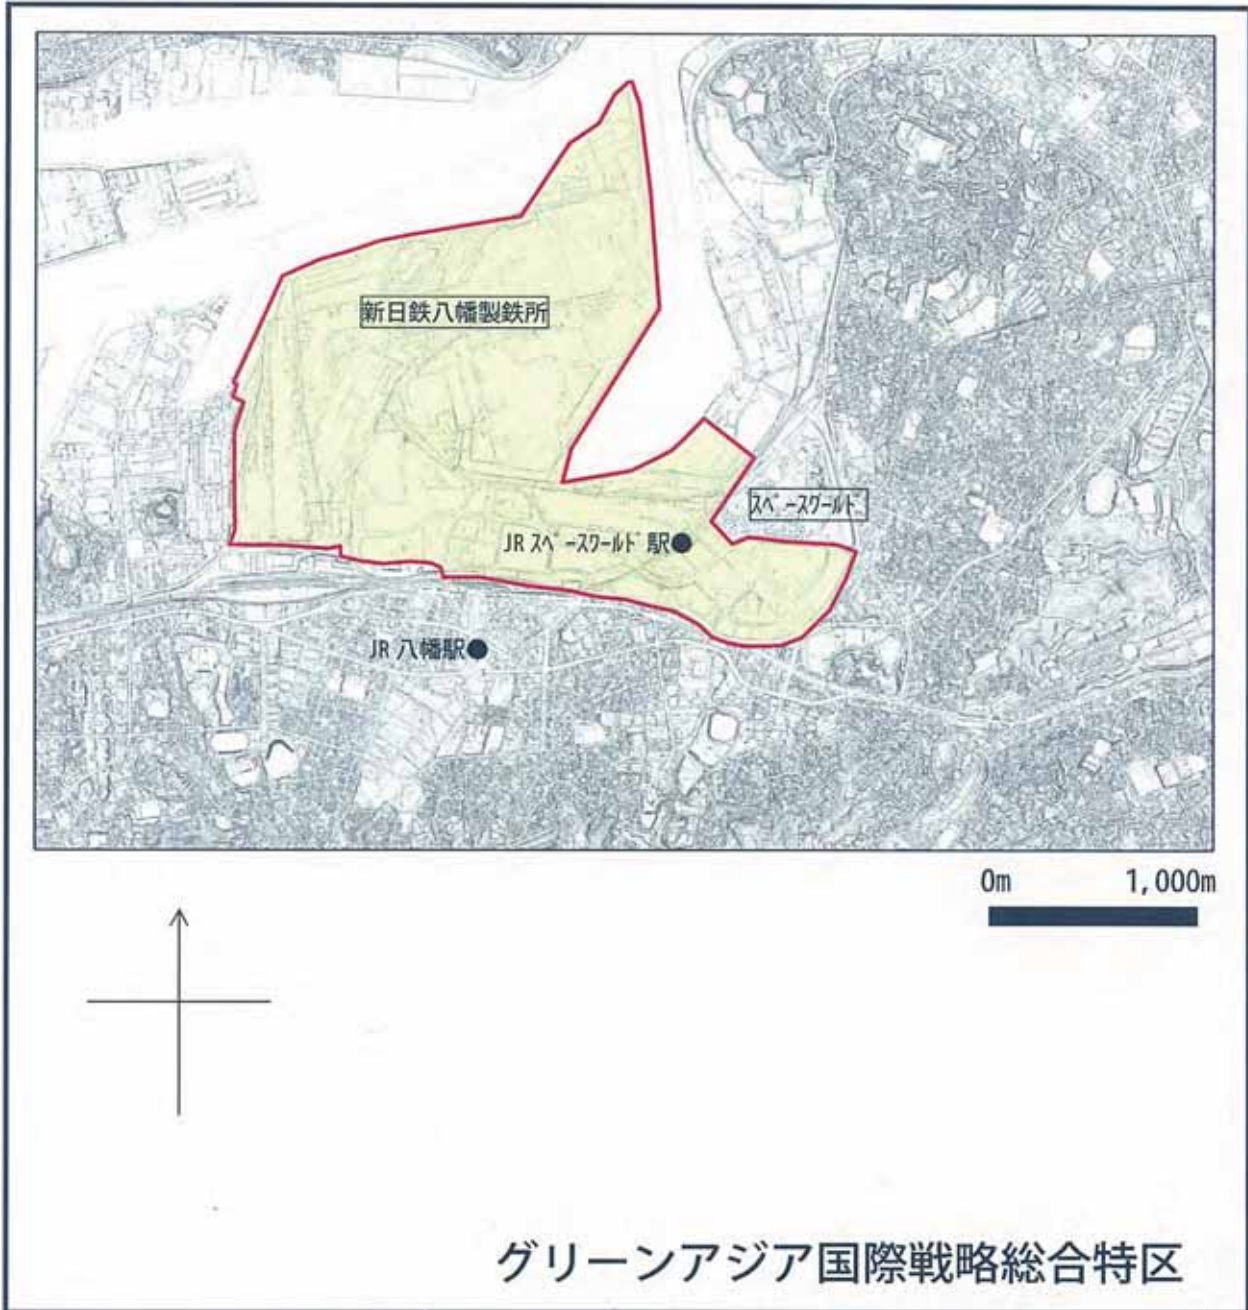 新日鉄八幡製鉄所
スペースワールド
JR スペースワールド 駅
JR 八幡駅
0m 1,000m
グリーンアジア国際戦略総合特区